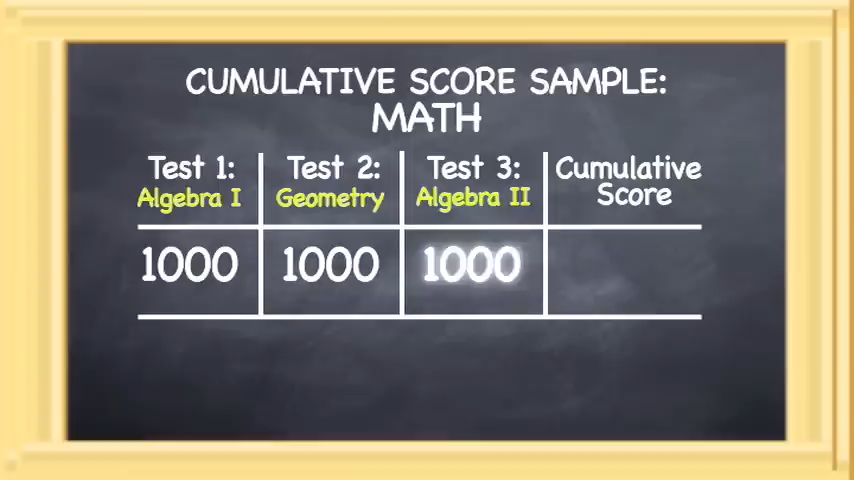 CUMULATIVE SCORE SAMPLE:
MATH
Test 1: Test 2: Test 3: Cumulative
Algebra I Geometry Algebra II Score
1000 1000 1000